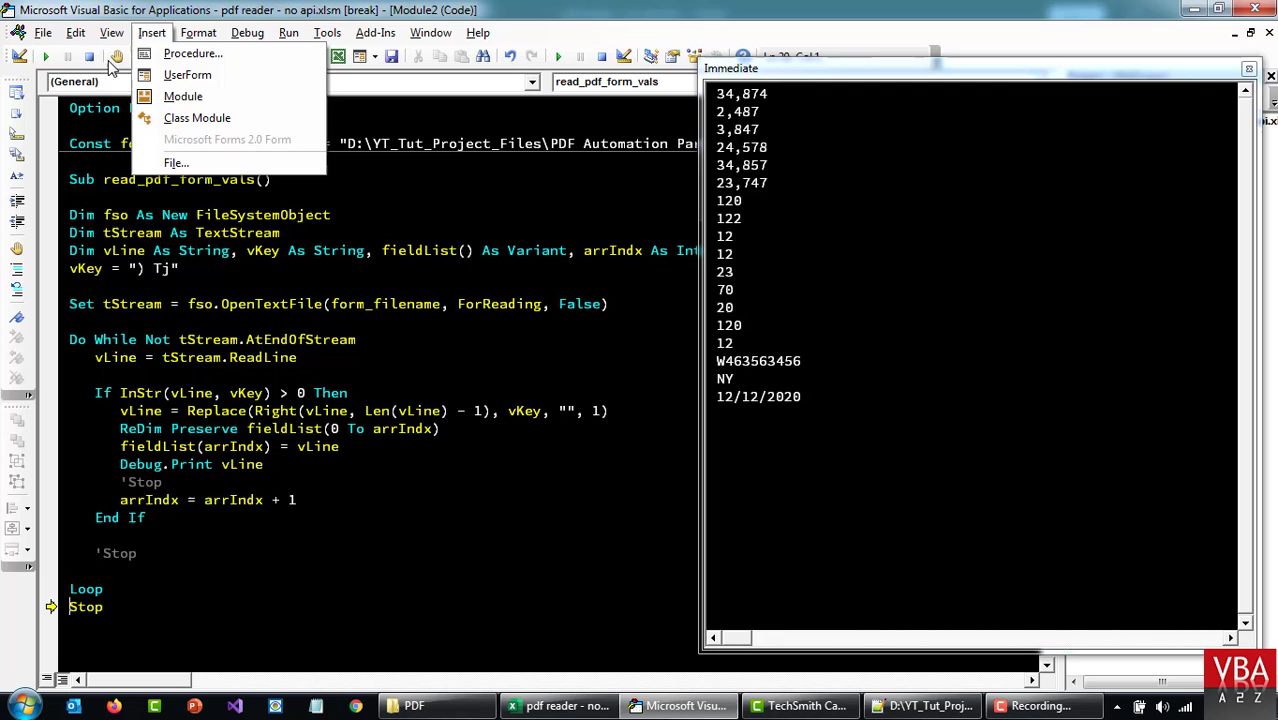 Microsoft Visual Basic for Applications - pdf reader - no api.xlsm [break] - [Module2 (Code)]
File Edit View Insert Format Debug Run Tools Add-Ins Window Help
Procedure...
UserForm
Module
Class Module
Microsoft Forms 2.0 Form
File...
(General)
read_pdf_form_vals
Option
Const
= "D:\YT_Tut_Project_Files\PDF Automation Par
Sub read_pdf_form_vals()
Dim fso As New FileSystemObject
Dim tStream As TextStream
Dim vLine As String, vKey As String, fieldList() As Variant, arrIndx As Int
vKey = ") Tj"
Set tStream = fso.OpenTextFile(form_filename, ForReading, False)
Do While Not tStream.AtEndOfStream
vLine = tStream.ReadLine
If InStr(vLine, vKey) > 0 Then
vLine = Replace(Right(vLine, Len(vLine) - 1), vKey, "", 1)
ReDim Preserve fieldList(0 To arrIndx)
fieldList(arrIndx) = vLine
Debug.Print vLine
'Stop
arrIndx = arrIndx + 1
End If
'Stop
Loop
Stop
Immediate
34,874
2,487
3,847
24,578
34,857
23,747
120
122
12
12
23
70
20
120
12
W463563456
NY
12/12/2020
VBA
A 2 Z
PDF
pdf reader - no...
Microsoft Visu...
TechSmith Ca...
D:\YT_Tut_Proj...
Recording...